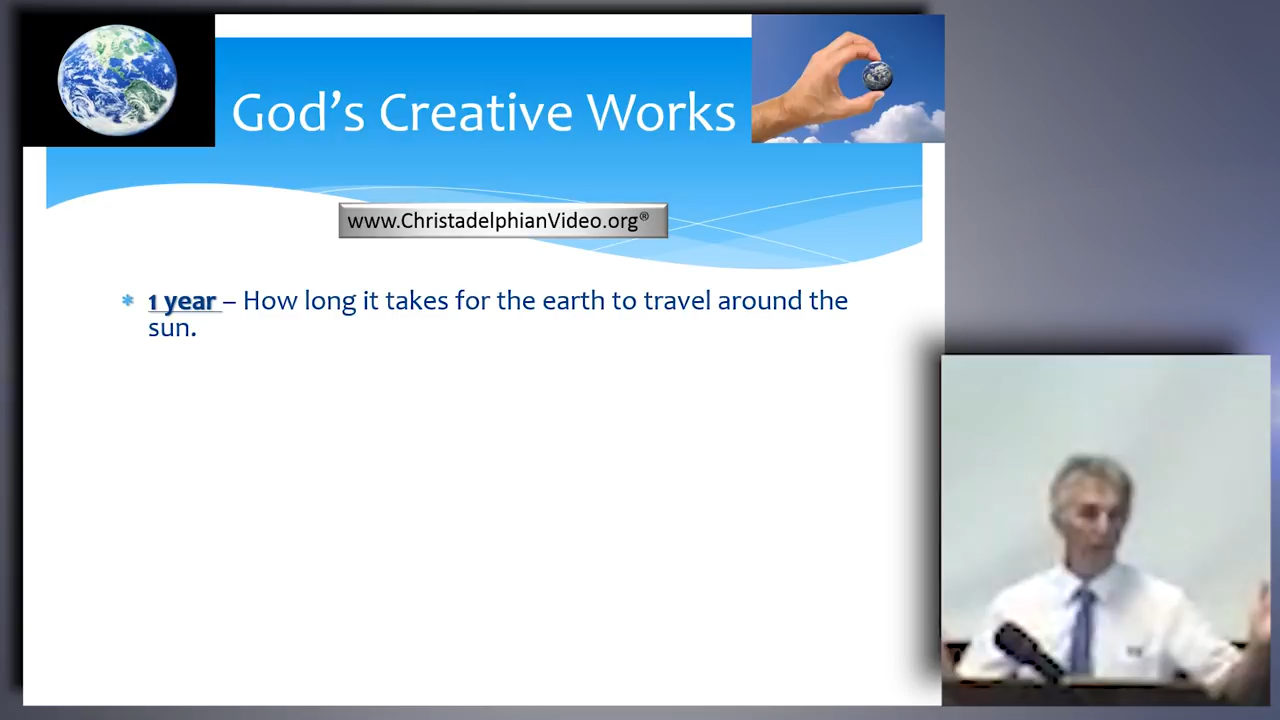 God's Creative Works
www.ChristadelphianVideo.org®
1 year – How long it takes for the earth to travel around the
sun.